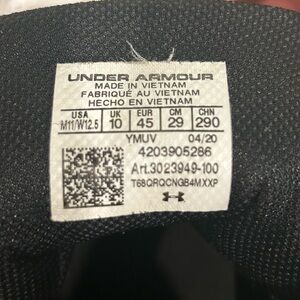 UNDER ARMOUR
MADE IN VIETNAM
FABRIQUÉ AU VIETNAM
HECHO EN VIETNAM
USA UK EUR CM CHN
M11/W12.5 10 45 29 290
YMUV 04/20
4203905286
Art.3023949-100
T68QRQCNGB4MXXP